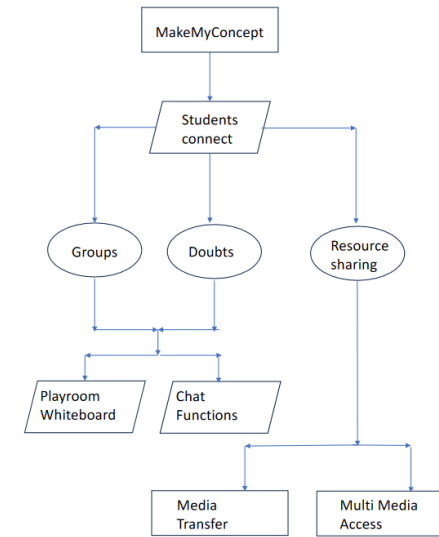 MakeMyConcept
Students
connect
Groups
Doubts
Resource
sharing
Playroom
Whiteboard
Chat
Functions
Media
Transfer
Multi Media
Access